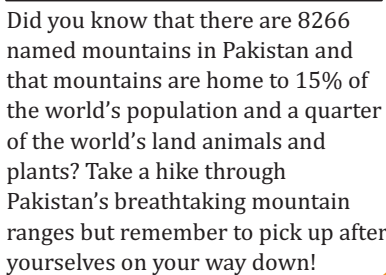 Did you know that there are 8266
named mountains in Pakistan and
that mountains are home to 15% of
the world’s population and a quarter
of the world’s land animals and
plants? Take a hike through
Pakistan’s breathtaking mountain
ranges but remember to pick up after
yourselves on your way down!